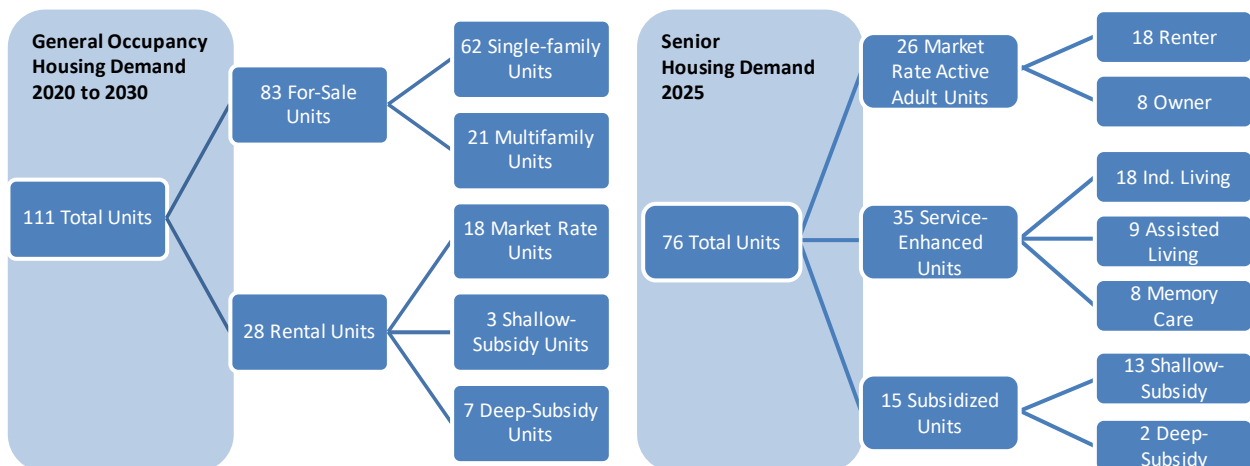 General Occupancy
Housing Demand
2020 to 2030
111 Total Units
83 For-Sale
Units
62 Single-family
Units
21 Multifamily
Units
28 Rental Units
18 Market Rate
Units
3 Shallow-
Subsidy Units
7 Deep-Subsidy
Units
Senior
Housing Demand
2025
76 Total Units
26 Market
Rate Active
Adult Units
18 Renter
8 Owner
35 Service-
Enhanced
Units
18 Ind. Living
9 Assisted
Living
8 Memory
Care
15 Subsidized
Units
13 Shallow-
Subsidy
2 Deep-
Subsidy